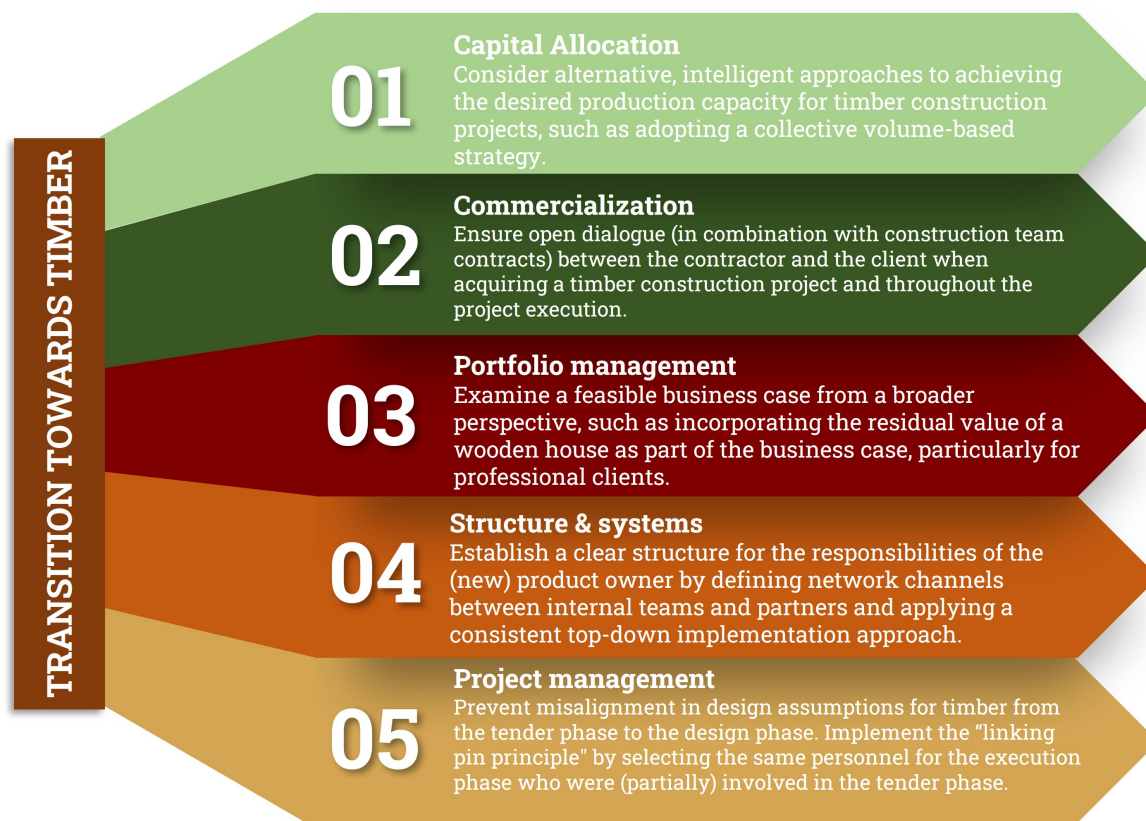 TRANSITION TOWARDS TIMBER
01
Capital Allocation
Consider alternative, intelligent approaches to achieving
the desired production capacity for timber construction
projects, such as adopting a collective volume-based
strategy.
02
Commercialization
Ensure open dialogue (in combination with construction team
contracts) between the contractor and the client when
acquiring a timber construction project and throughout the
project execution.
03
Portfolio management
Examine a feasible business case from a broader
perspective, such as incorporating the residual value of a
wooden house as part of the business case, particularly for
professional clients.
04
Structure & systems
Establish a clear structure for the responsibilities of the
(new) product owner by defining network channels
between internal teams and partners and applying a
consistent top-down implementation approach.
05
Project management
Prevent misalignment in design assumptions for timber from
the tender phase to the design phase. Implement the “linking
pin principle" by selecting the same personnel for the execution
phase who were (partially) involved in the tender phase.